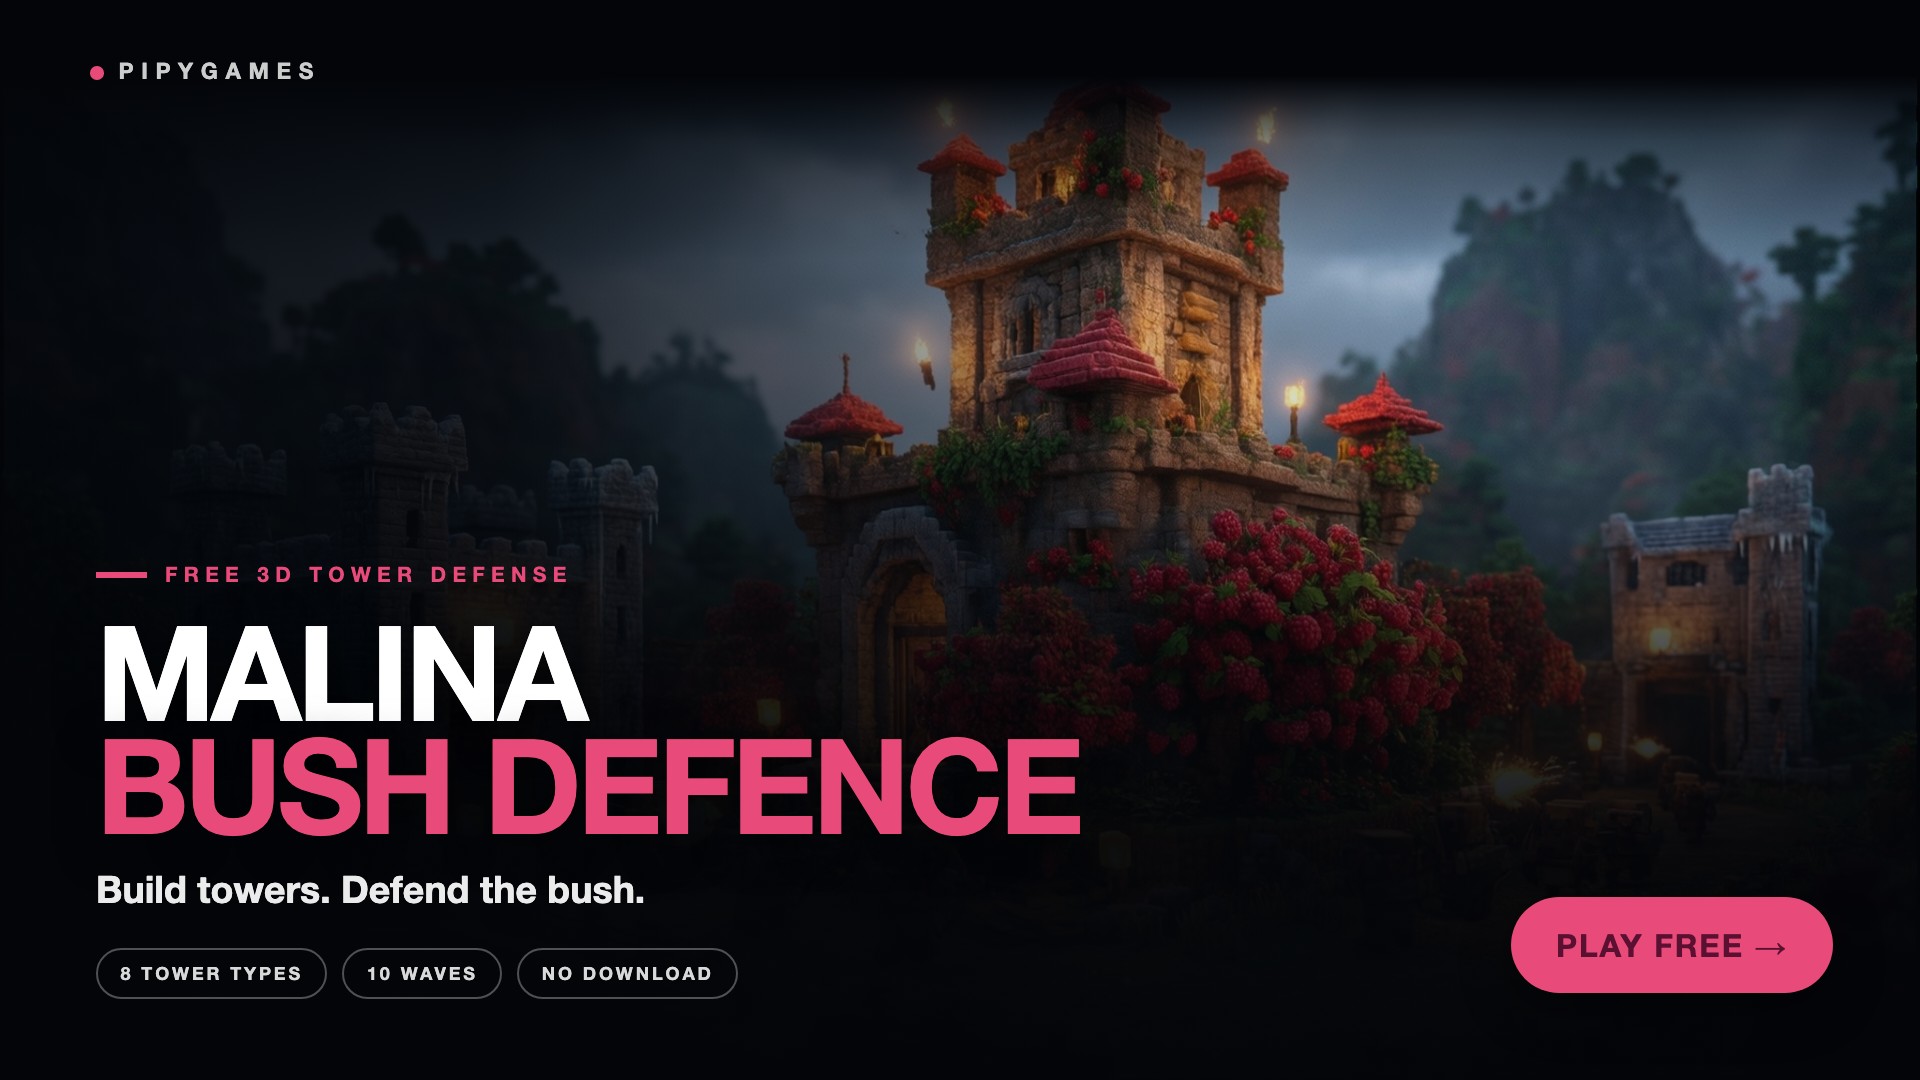 PIPYGAMES
FREE 3D TOWER DEFENSE
MALINA
BUSH DEFENCE
Build towers. Defend the bush.
8 TOWER TYPES
10 WAVES
NO DOWNLOAD
PLAY FREE →